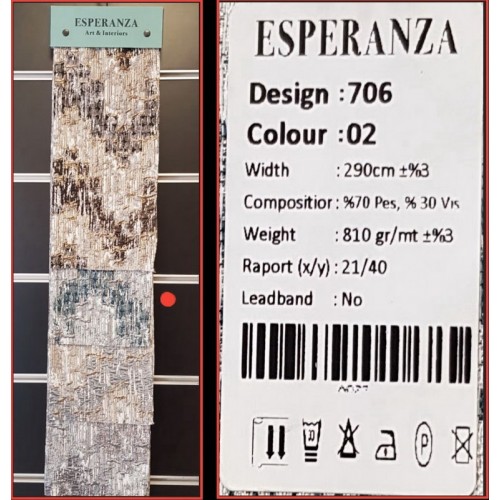 ESPERANZA
Art & Interiors
ESPERANZA
Design : 706
Colour : 02
Width : 290cm ±%3
Compositior : %70 Pes, % 30 Vis
Weight : 810 gr/mt ±%3
Raport (x/y) : 21/40
Leadband : No
P